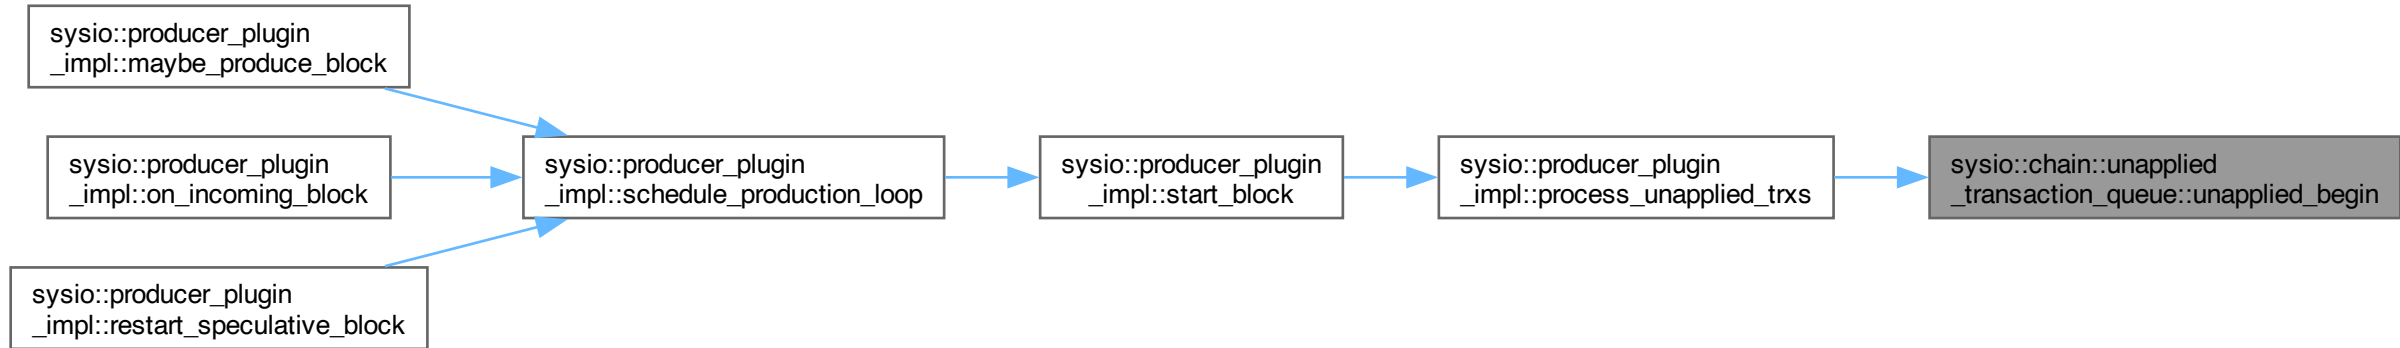 sysio::producer_plugin
_impl::maybe_produce_block
sysio::producer_plugin
_impl::on_incoming_block
sysio::producer_plugin
_impl::restart_speculative_block
sysio::producer_plugin
_impl::schedule_production_loop
sysio::producer_plugin
_impl::start_block
sysio::producer_plugin
_impl::process_unapplied_trxs
sysio::chain::unapplied
_transaction_queue::unapplied_begin